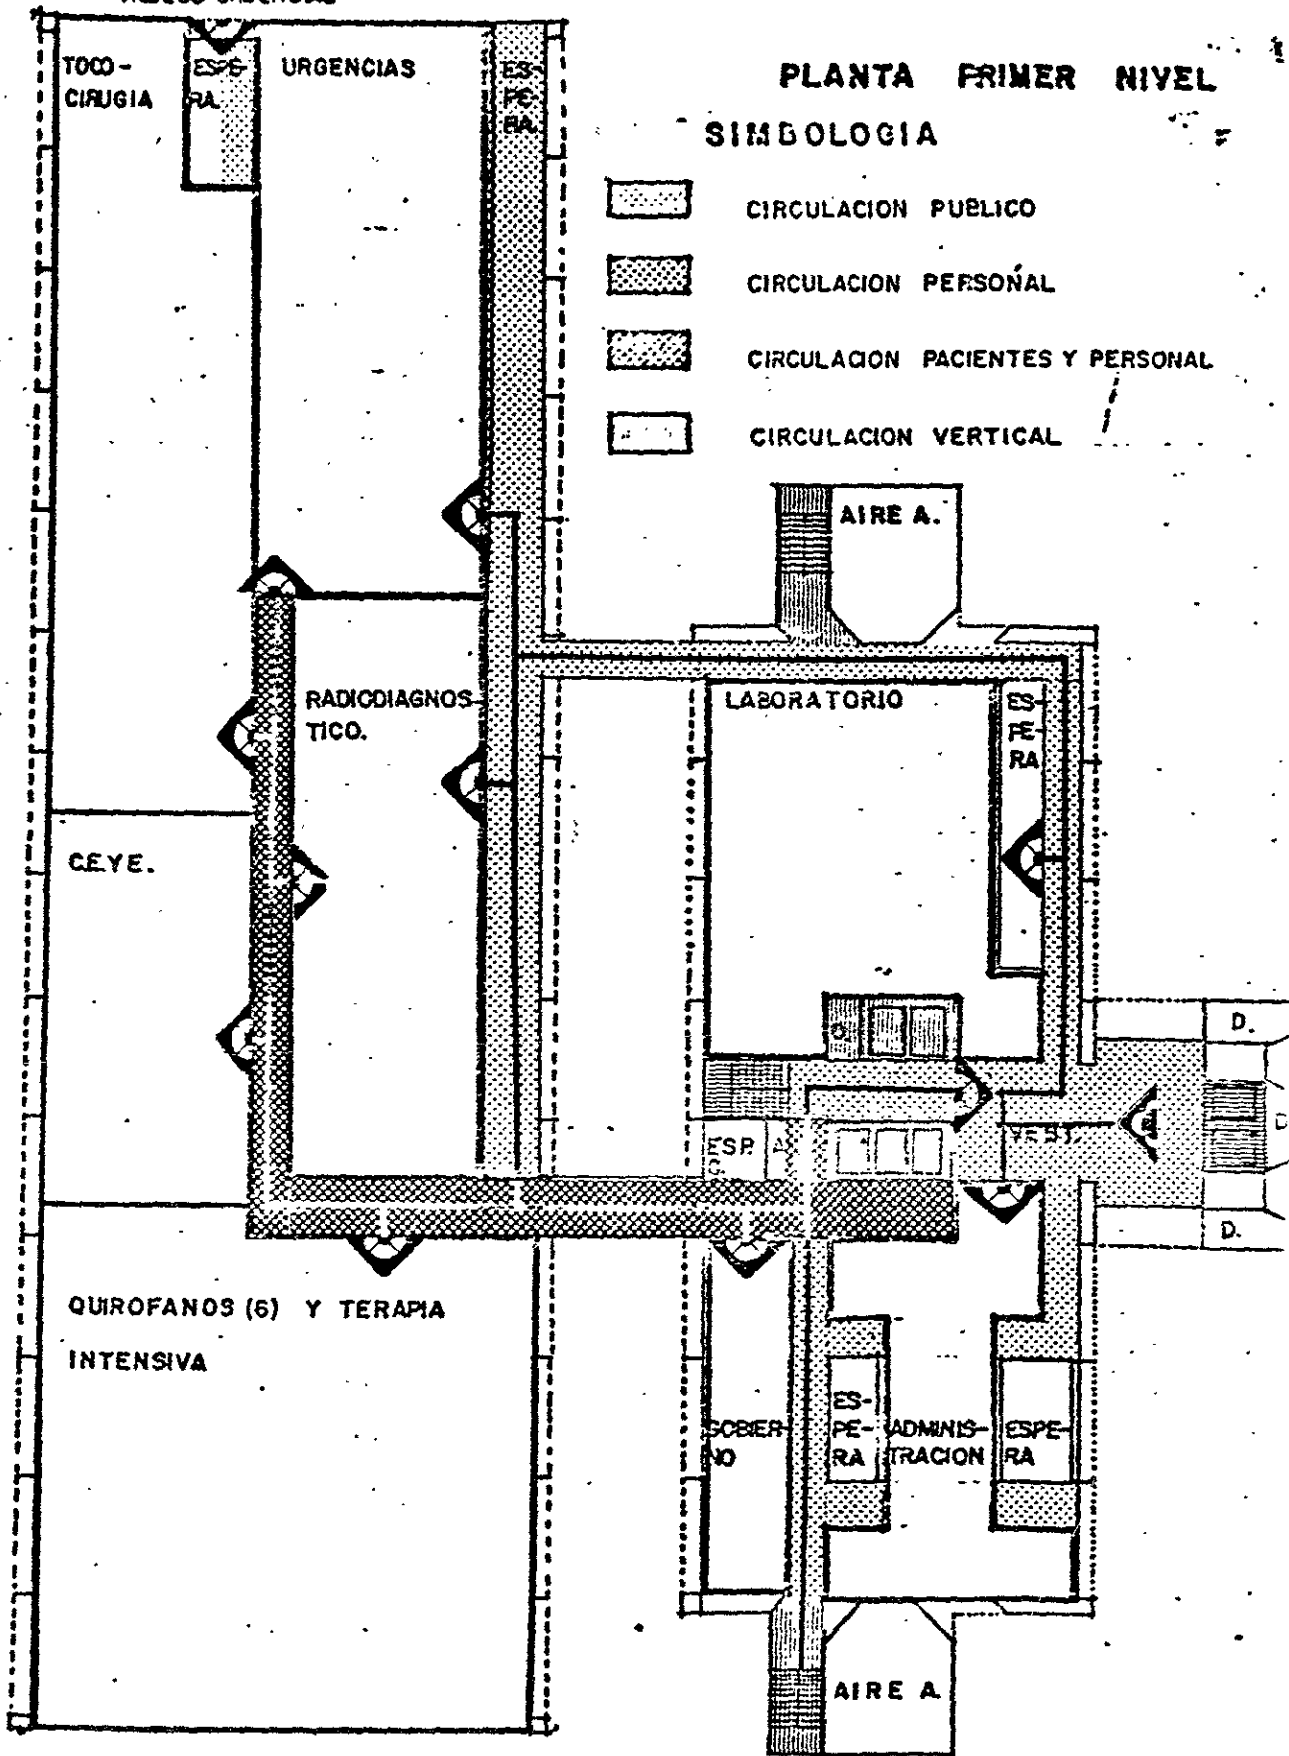 TOCO-
CIRUGIA
ESPE-
RA.
URGENCIAS
ES-
PE-
RA
PLANTA PRIMER NIVEL
SIMBOLOGIA
CIRCULACION PUBLICO
CIRCULACION PERSONAL
CIRCULACION PACIENTES Y PERSONAL
CIRCULACION VERTICAL
AIRE A.
RADIODIAGNOS-
TICO.
LABORATORIO
ES-
PE-
RA
C.E.Y E.
D.
D
D.
ESP.
A
QUIROFANOS (6) Y TERAPIA
INTENSIVA
GOBIER-
NO
ES-
PE-
RA
ADMINIS-
TRACION
ESPE-
RA
AIRE A